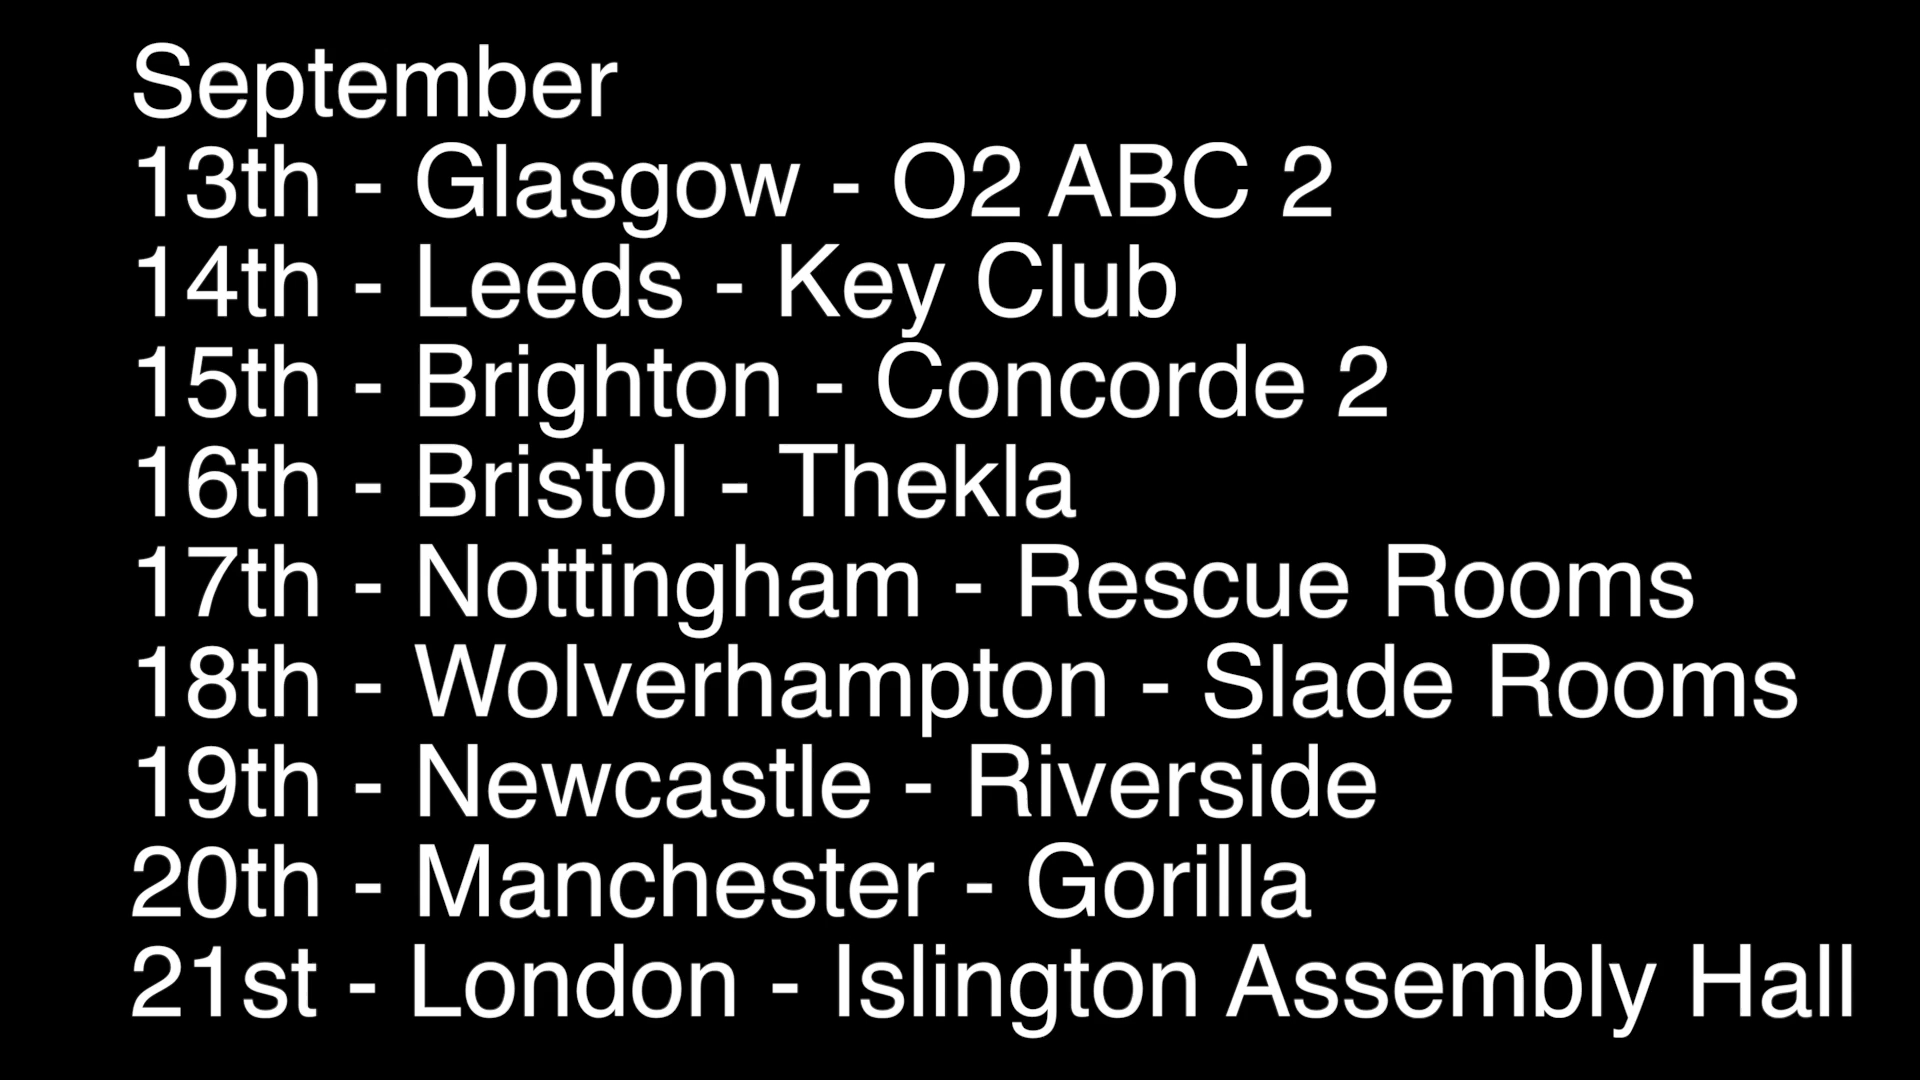 September
13th - Glasgow - O2 ABC 2
14th - Leeds - Key Club
15th - Brighton - Concorde 2
16th - Bristol - Thekla
17th - Nottingham - Rescue Rooms
18th - Wolverhampton - Slade Rooms
19th - Newcastle - Riverside
20th - Manchester - Gorilla
21st - London - Islington Assembly Hall